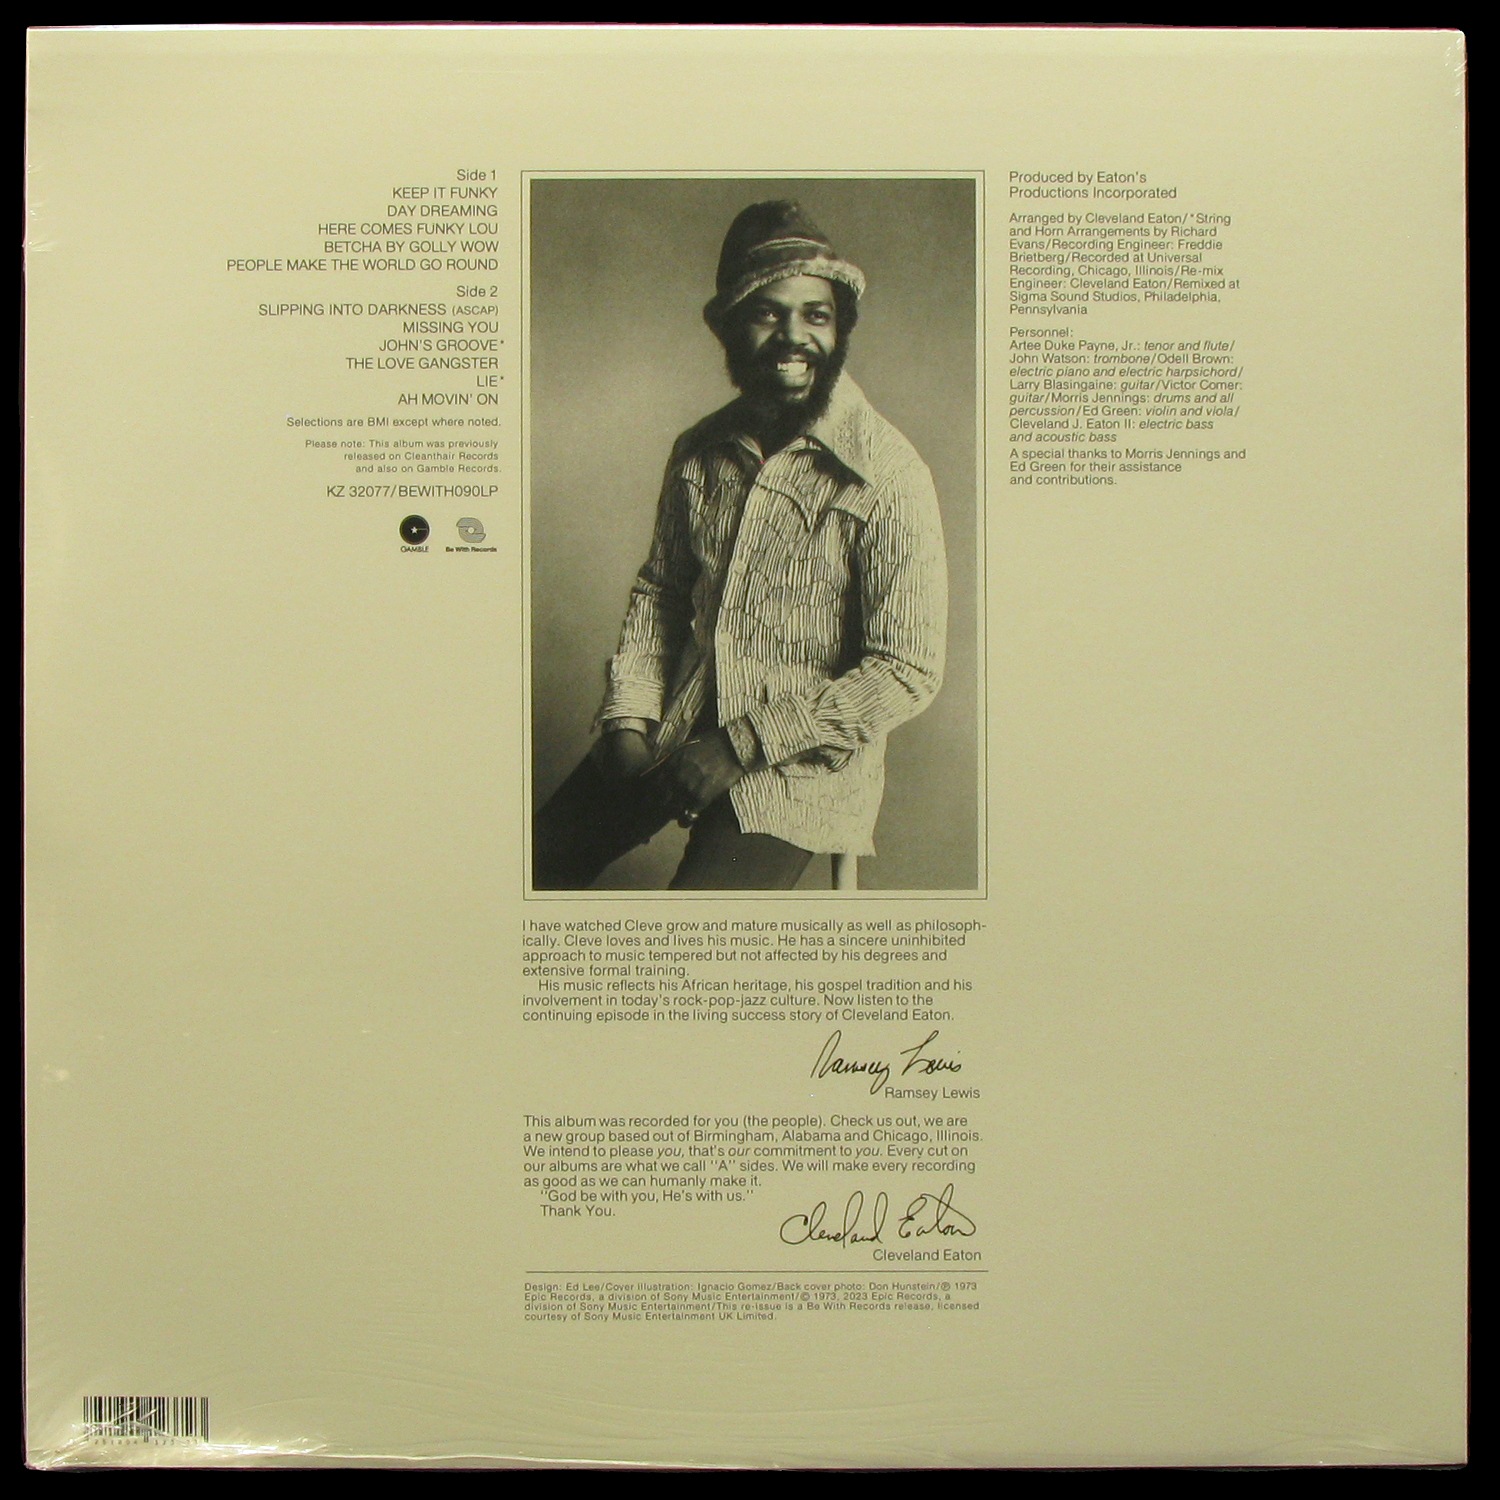 Side 1
KEEP IT FUNKY
DAY DREAMING
HERE COMES FUNKY LOU
BETCHA BY GOLLY WOW
PEOPLE MAKE THE WORLD GO ROUND
Side 2
SLIPPING INTO DARKNESS (ASCAP)
MISSING YOU
JOHN'S GROOVE*
THE LOVE GANGSTER
LIE*
AH MOVIN' ON
Selections are BMI except where noted.
Please note: This album was previously
released on Cleanthair Records
and also on Gamble Records.
KZ 32077/BEWITH090LP
GAMBLE
Be With Records
Produced by Eaton's
Productions Incorporated
Arranged by Cleveland Eaton/*String
and Horn Arrangements by Richard
Evans/Recording Engineer: Freddie
Brietberg/Recorded at Universal
Recording, Chicago, Illinois/Re-mix
Engineer: Cleveland Eaton/Remixed at
Sigma Sound Studios, Philadelphia,
Pennsylvania
Personnel:
Artee Duke Payne, Jr.: tenor and flute/
John Watson: trombone/Odell Brown:
electric piano and electric harpsichord/
Larry Blasingaine: guitar/Victor Comer:
guitar/Morris Jennings: drums and all
percussion/Ed Green: violin and viola/
Cleveland J. Eaton II: electric bass
and acoustic bass
A special thanks to Morris Jennings and
Ed Green for their assistance
and contributions.
I have watched Cleve grow and mature musically as well as philosoph-
ically. Cleve loves and lives his music. He has a sincere uninhibited
approach to music tempered but not affected by his degrees and
extensive formal training.
His music reflects his African heritage, his gospel tradition and his
involvement in today's rock-pop-jazz culture. Now listen to the
continuing episode in the living success story of Cleveland Eaton.
Ramsey Lewis
Ramsey Lewis
This album was recorded for you (the people). Check us out, we are
a new group based out of Birmingham, Alabama and Chicago, Illinois.
We intend to please you, that's our commitment to you. Every cut on
our albums are what we call "A" sides. We will make every recording
as good as we can humanly make it.
"God be with you, He's with us."
Thank You.
Cleveland Eaton
Cleveland Eaton
Design: Ed Lee/Cover illustration: Ignacio Gomez/Back cover photo: Don Hunstein/℗ 1973
Epic Records, a division of Sony Music Entertainment/© 1973, 2023 Epic Records, a
division of Sony Music Entertainment/This re-issue is a Be With Records release, licensed
courtesy of Sony Music Entertainment UK Limited.